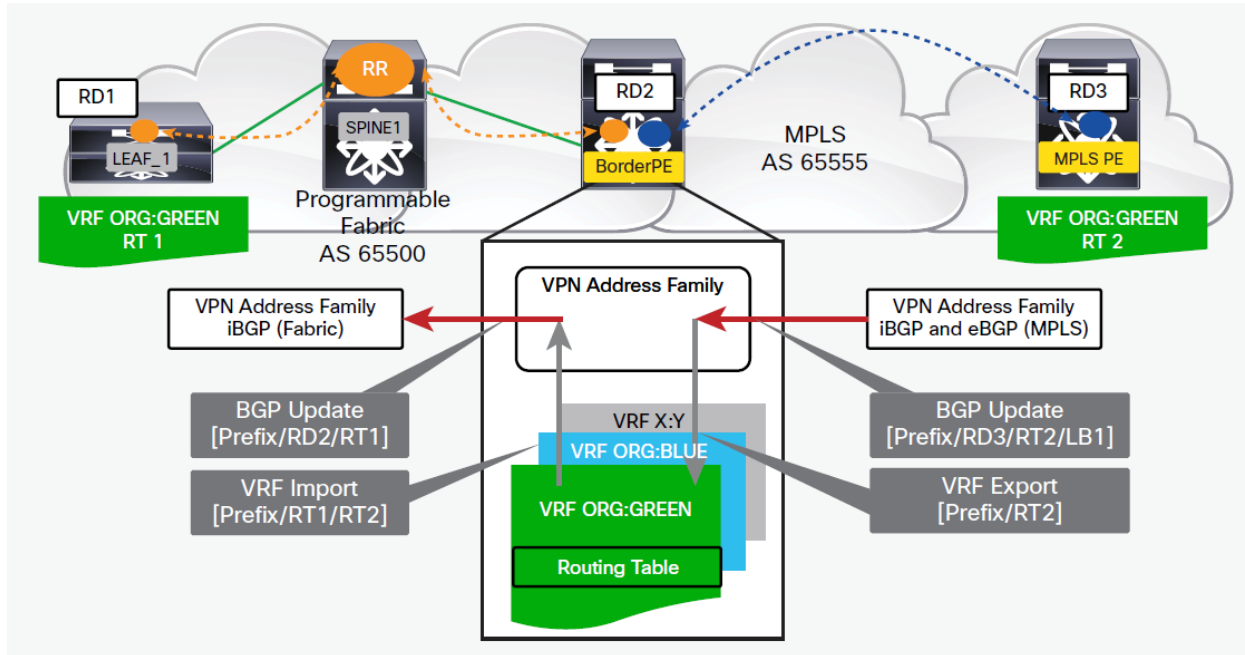 RD1
RR
RD2
RD3
LEAF_1
SPINE1
BorderPE
MPLS
AS 65555
MPLS PE
VRF ORG:GREEN
RT 1
Programmable
Fabric
AS 65500
VRF ORG:GREEN
RT 2
VPN Address Family
iBGP (Fabric)
VPN Address Family
VPN Address Family
iBGP and eBGP (MPLS)
BGP Update
[Prefix/RD2/RT1]
VRF Import
[Prefix/RT1/RT2]
VRF X:Y
VRF ORG:BLUE
VRF ORG:GREEN
Routing Table
BGP Update
[Prefix/RD3/RT2/LB1]
VRF Export
[Prefix/RT2]